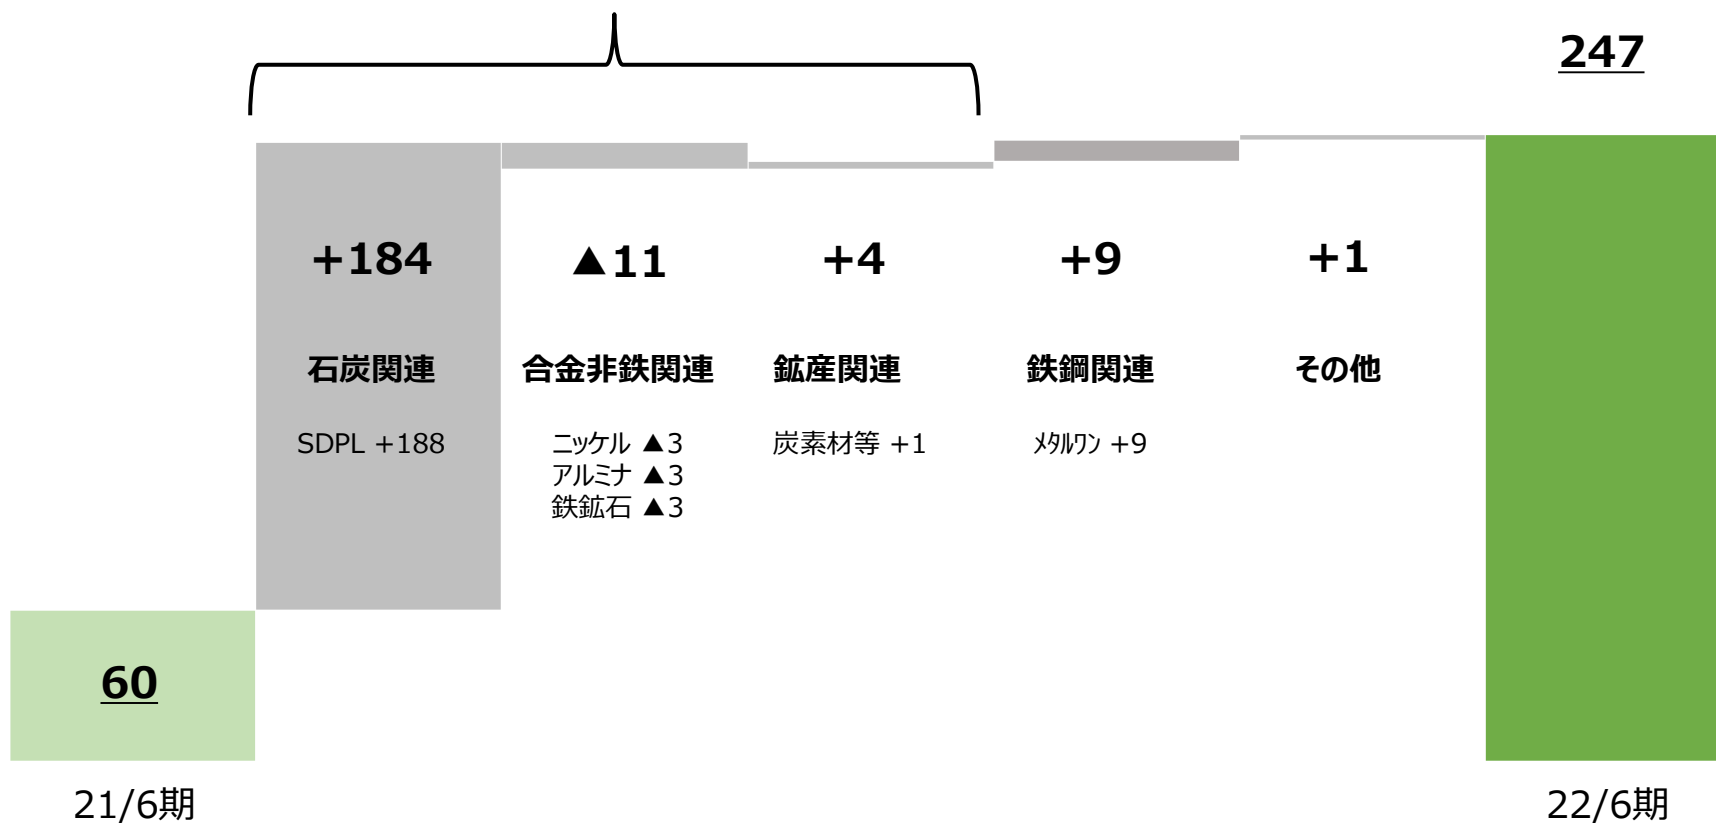 247
+184
▲11
+4
+9
+1
石炭関連
合金非鉄関連
鉱産関連
鉄鋼関連
その他
SDPL +188
ニッケル ▲3
アルミナ ▲3
鉄鉱石 ▲3
炭素材等 +1
ﾒﾀﾙﾜﾝ +9
60
21/6期
22/6期